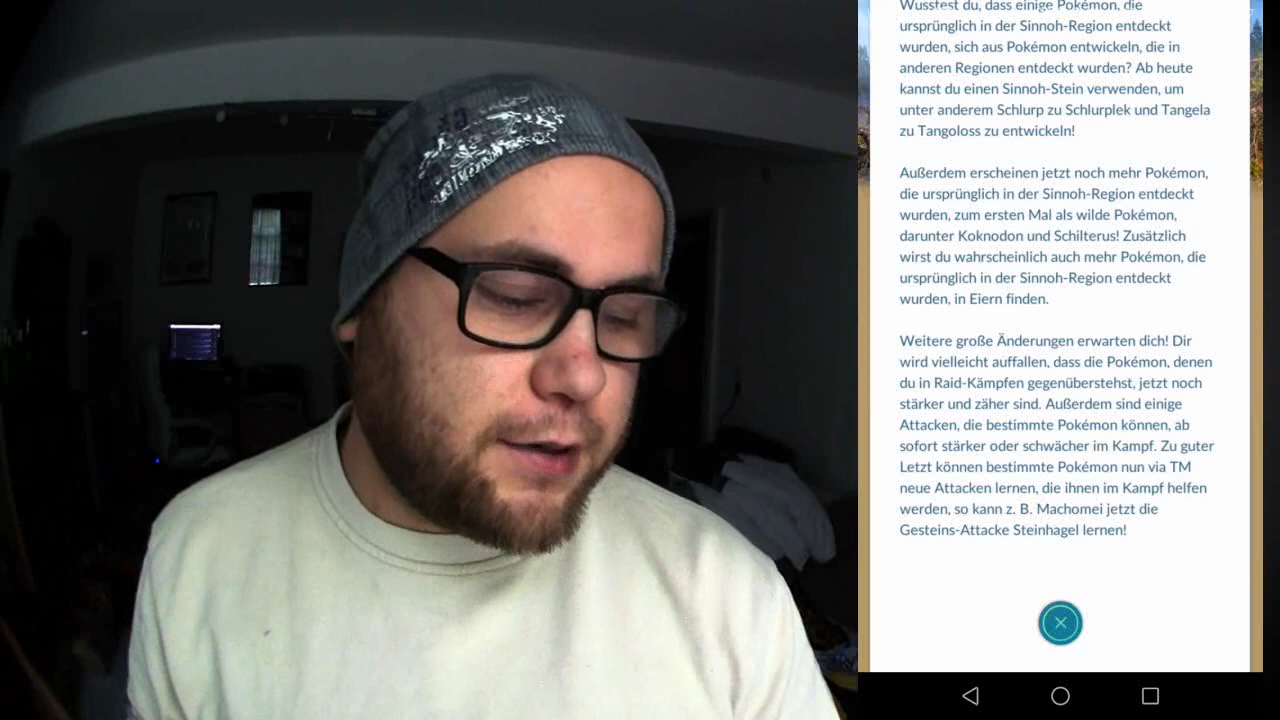 Wusstest du, dass einige Pokémon, die
ursprünglich in der Sinnoh-Region entdeckt
wurden, sich aus Pokémon entwickeln, die in
anderen Regionen entdeckt wurden? Ab heute
kannst du einen Sinnoh-Stein verwenden, um
unter anderem Schlurp zu Schlurplek und Tangela
zu Tangoloss zu entwickeln!
Außerdem erscheinen jetzt noch mehr Pokémon,
die ursprünglich in der Sinnoh-Region entdeckt
wurden, zum ersten Mal als wilde Pokémon,
darunter Koknodon und Schilterus! Zusätzlich
wirst du wahrscheinlich auch mehr Pokémon, die
ursprünglich in der Sinnoh-Region entdeckt
wurden, in Eiern finden.
Weitere große Änderungen erwarten dich! Dir
wird vielleicht auffallen, dass die Pokémon, denen
du in Raid-Kämpfen gegenüberstehst, jetzt noch
stärker und zäher sind. Außerdem sind einige
Attacken, die bestimmte Pokémon können, ab
sofort stärker oder schwächer im Kampf. Zu guter
Letzt können bestimmte Pokémon nun via TM
neue Attacken lernen, die ihnen im Kampf helfen
werden, so kann z. B. Machomei jetzt die
Gesteins-Attacke Steinhagel lernen!